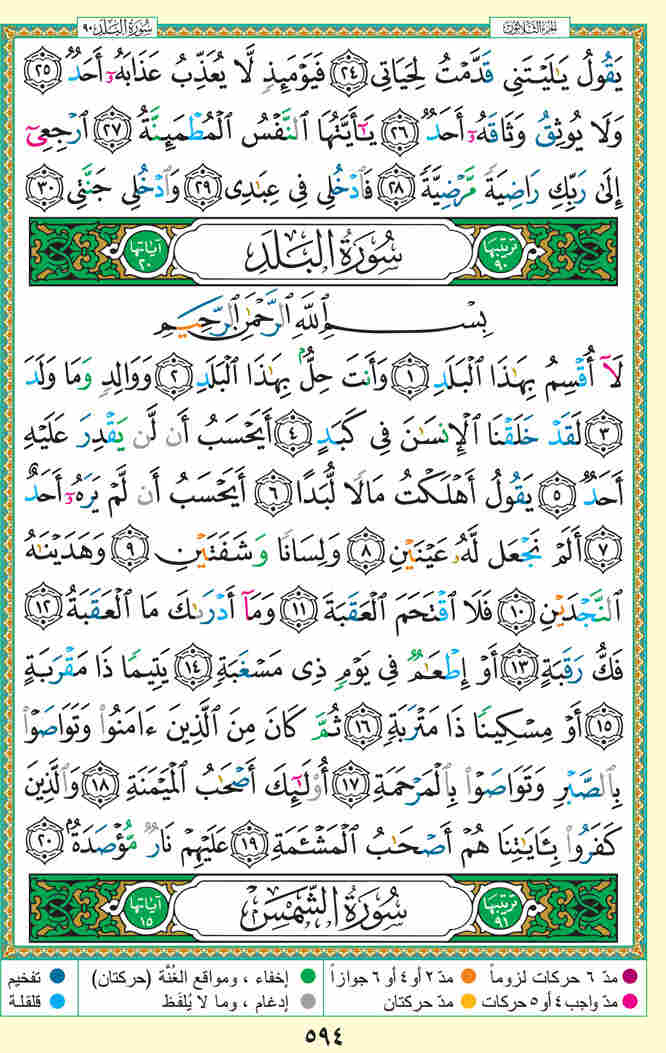 سُورَةُ البَلَدِ ٩٠
الجزء الثلاثون
يَقُولُ يَٰلَيۡتَنِي قَدَّمۡتُ لِحَيَاتِي ٢٤ فَيَوۡمَئِذٖ لَّا يُعَذِّبُ عَذَابَهُۥٓ أَحَدٞ ٢٥
وَلَا يُوثِقُ وَثَاقَهُۥٓ أَحَدٞ ٢٦ يَٰٓأَيَّتُهَا ٱلنَّفۡسُ ٱلۡمُطۡمَئِنَّةُ ٢٧ ٱرۡجِعِيٓ
إِلَىٰ رَبِّكِ رَاضِيَةٗ مَّرۡضِيَّةٗ ٢٨ فَٱدۡخُلِي فِي عِبَٰدِي ٢٩ وَٱدۡخُلِي جَنَّتِي ٣٠
ترتيبها ٩٠
سُورَةُ البَلَدِ
آياتها ٢٠
بِسۡمِ ٱللَّهِ ٱلرَّحۡمَٰنِ ٱلرَّحِيمِ
لَآ أُقۡسِمُ بِهَٰذَا ٱلۡبَلَدِ ١ وَأَنتَ حِلُّۢ بِهَٰذَا ٱلۡبَلَدِ ٢ وَوَالِدٖ وَمَا وَلَدَ
٣ لَقَدۡ خَلَقۡنَا ٱلۡإِنسَٰنَ فِي كَبَدٍ ٤ أَيَحۡسَبُ أَن لَّن يَقۡدِرَ عَلَيۡهِ
أَحَدٞ ٥ يَقُولُ أَهۡلَكۡتُ مَالٗا لُّبَدًا ٦ أَيَحۡسَبُ أَن لَّمۡ يَرَهُۥٓ أَحَدٌ
٧ أَلَمۡ نَجۡعَل لَّهُۥ عَيۡنَيۡنِ ٨ وَلِسَانٗا وَشَفَتَيۡنِ ٩ وَهَدَيۡنَٰهُ
ٱلنَّجۡدَيۡنِ ١٠ فَلَا ٱقۡتَحَمَ ٱلۡعَقَبَةَ ١١ وَمَآ أَدۡرَىٰكَ مَا ٱلۡعَقَبَةُ ١٢
فَكُّ رَقَبَةٍ ١٣ أَوۡ إِطۡعَٰمٞ فِي يَوۡمٖ ذِي مَسۡغَبَةٖ ١٤ يَتِيمٗا ذَا مَقۡرَبَةٍ
١٥ أَوۡ مِسۡكِينٗا ذَا مَتۡرَبَةٖ ١٦ ثُمَّ كَانَ مِنَ ٱلَّذِينَ ءَامَنُواْ وَتَوَاصَوۡاْ
بِٱلصَّبۡرِ وَتَوَاصَوۡاْ بِٱلۡمَرۡحَمَةِ ١٧ أُوْلَٰٓئِكَ أَصۡحَٰبُ ٱلۡمَيۡمَنَةِ ١٨ وَٱلَّذِينَ
كَفَرُواْ بِـَٔايَٰتِنَا هُمۡ أَصۡحَٰبُ ٱلۡمَشۡـَٔمَةِ ١٩ عَلَيۡهِمۡ نَارٞ مُّؤۡصَدَةُۢ ٢٠
ترتيبها ٩١
سُورَةُ الشَّمْسِ
آياتها ١٥
مدّ ٦ حركات لزوماً
مدّ ٢ أو ٤ أو ٦ جوازاً
إخفاء ، ومواقع الغُنَّة (حركتان)
تفخيم
مدّ واجب ٤ أو ٥ حركات
مدّ حركتان
إدغام ، وما لا يُلفَظ
قلقلة
٥٩٤